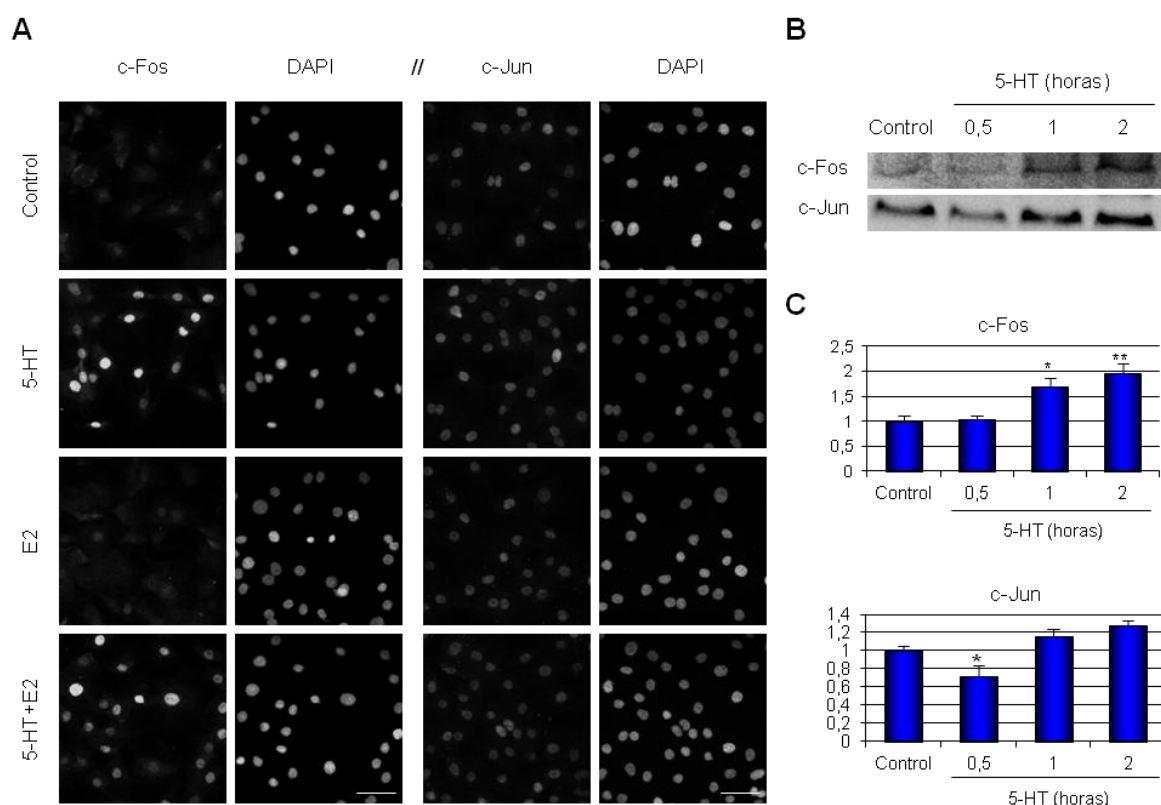 A
c-Fos DAPI // c-Jun DAPI
Control
5-HT
E2
5-HT+E2
B
5-HT (horas)
Control 0,5 1 2
c-Fos
c-Jun
C
c-Fos
2,5
2
1,5
1
0,5
0
* **
Control 0,5 1 2
5-HT (horas)
c-Jun
1,4
1,2
1
0,8
0,6
0,4
0,2
0
*
Control 0,5 1 2
5-HT (horas)